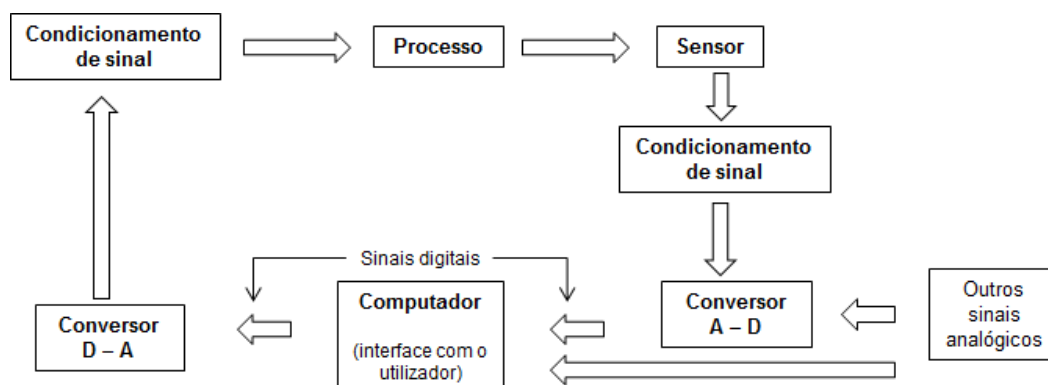 Condicionamento
de sinal
Processo
Sensor
Condicionamento
de sinal
Sinais digitais
Conversor
D – A
Computador
(interface com o
utilizador)
Conversor
A – D
Outros
sinais
analógicos